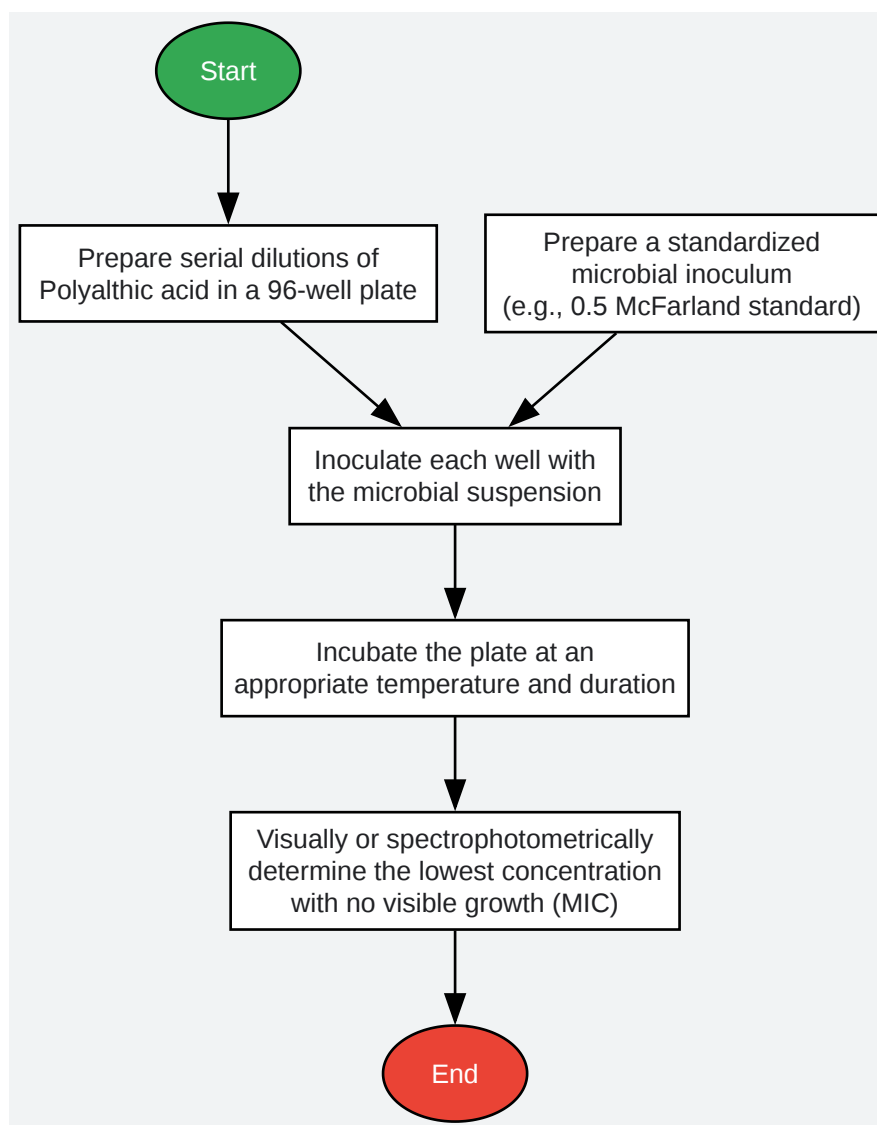 Start
Prepare serial dilutions of
Polyalthic acid in a 96-well plate
Prepare a standardized
microbial inoculum
(e.g., 0.5 McFarland standard)
Inoculate each well with
the microbial suspension
Incubate the plate at an
appropriate temperature and duration
Visually or spectrophotometrically
determine the lowest concentration
with no visible growth (MIC)
End